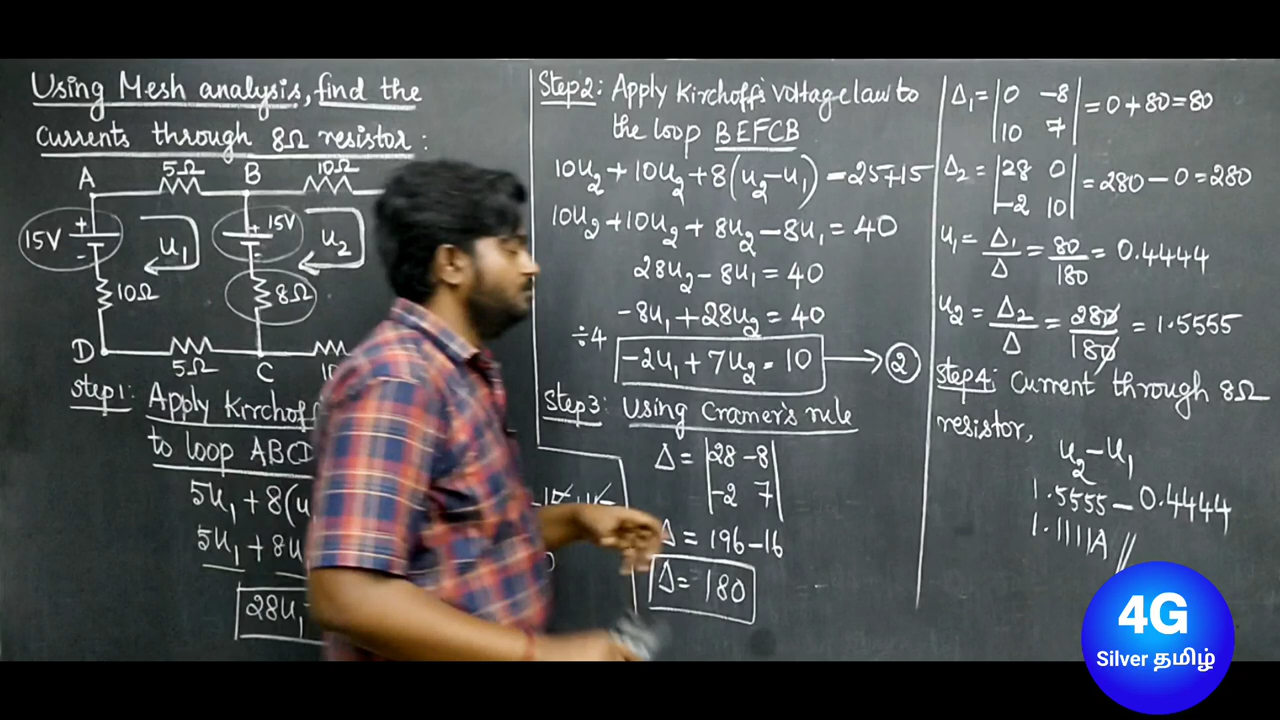 Using Mesh analysis, find the
currents through 8Ω resistor:
A 5Ω B 10Ω
15V + - u₁ + 15V - u₂
10Ω 8Ω
D 5Ω C
Step1: Apply Kirchoff
to loop ABCD
5u₁ + 8(u
5u₁ + 8u
28u₁
Step2: Apply Kirchoff's voltage law to
the loop BEFCB
10u₂ + 10u₂ + 8(u₂ - u₁) = 25+15
10u₂ + 10u₂ + 8u₂ - 8u₁ = 40
28u₂ - 8u₁ = 40
-8u₁ + 28u₂ = 40
÷4
-2u₁ + 7u₂ = 10 → ②
Step3: Using Cramer's rule
Δ = |28 -8|
|-2 7|
Δ = 196 - 16
Δ = 180
Δ₁ = |0 -8| = 0 + 80 = 80
|10 7|
Δ₂ = |28 0| = 280 - 0 = 280
|-2 10|
u₁ = Δ₁/Δ = 80/180 = 0.4444
u₂ = Δ₂/Δ = 280/180 = 1.5555
Step4: Current through 8Ω
resistor,
u₂ - u₁
1.5555 - 0.4444
1.1111A //
4G
Silver தமிழ்